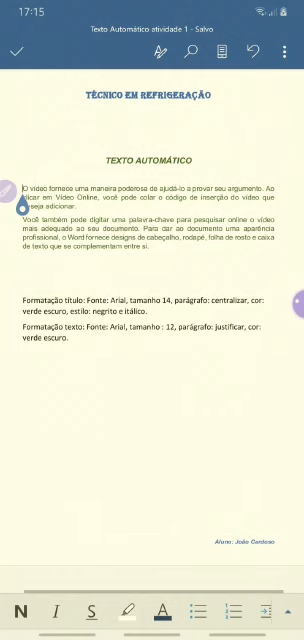 17:15
Texto Automático atividade 1 - Salvo
TÉCNICO EM REFRIGERAÇÃO
TEXTO AUTOMÁTICO
O vídeo fornece uma maneira poderosa de ajudá-lo a provar seu argumento. Ao
clicar em Vídeo Online, você pode colar o código de inserção do vídeo que
deseja adicionar.
Você também pode digitar uma palavra-chave para pesquisar online o vídeo
mais adequado ao seu documento. Para dar ao documento uma aparência
profissional, o Word fornece designs de cabeçalho, rodapé, folha de rosto e caixa
de texto que se complementam entre si.
Formatação título: Fonte: Arial, tamanho 14, parágrafo: centralizar, cor:
verde escuro, estilo: negrito e itálico.
Formatação texto: Fonte: Arial, tamanho : 12, parágrafo: justificar, cor:
verde escuro.
Aluno: João Cardoso
N I S A